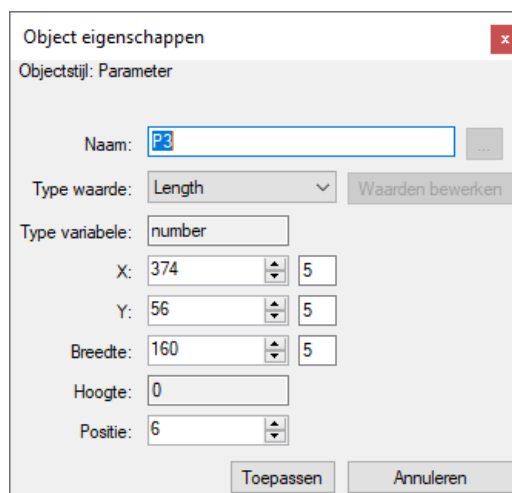 Object eigenschappen x
Objectstijl: Parameter
Naam: P3 ...
Type waarde: Length Waarden bewerken
Type variabele: number
X: 374 5
Y: 56 5
Breedte: 160 5
Hoogte: 0
Positie: 6
Toepassen Annuleren